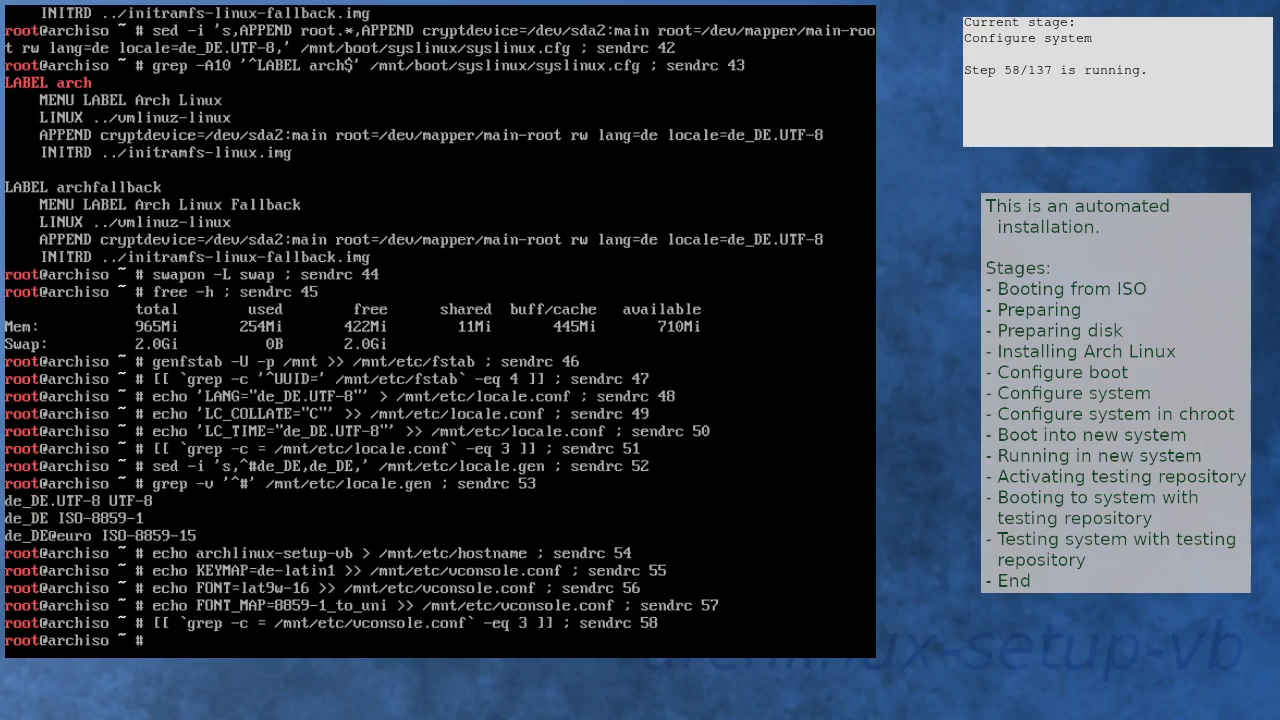 INITRD ../initramfs-linux-fallback.img
root@archiso ~ # sed -i 's,APPEND root.*,APPEND cryptdevice=/dev/sda2:main root=/dev/mapper/main-roo
t rw lang=de locale=de_DE.UTF-8,' /mnt/boot/syslinux/syslinux.cfg ; sendrc 42
root@archiso ~ # grep -A10 '^LABEL arch$' /mnt/boot/syslinux/syslinux.cfg ; sendrc 43
LABEL arch
    MENU LABEL Arch Linux
    LINUX ../vmlinuz-linux
    APPEND cryptdevice=/dev/sda2:main root=/dev/mapper/main-root rw lang=de locale=de_DE.UTF-8
    INITRD ../initramfs-linux.img
LABEL archfallback
    MENU LABEL Arch Linux Fallback
    LINUX ../vmlinuz-linux
    APPEND cryptdevice=/dev/sda2:main root=/dev/mapper/main-root rw lang=de locale=de_DE.UTF-8
    INITRD ../initramfs-linux-fallback.img
root@archiso ~ # swapon -L swap ; sendrc 44
root@archiso ~ # free -h ; sendrc 45
               total        used        free      shared  buff/cache   available
Mem:           965Mi       254Mi       422Mi        11Mi       445Mi       710Mi
Swap:          2.0Gi          0B       2.0Gi
root@archiso ~ # genfstab -U -p /mnt >> /mnt/etc/fstab ; sendrc 46
root@archiso ~ # [[ `grep -c '^UUID=' /mnt/etc/fstab` -eq 4 ]] ; sendrc 47
root@archiso ~ # echo 'LANG="de_DE.UTF-8"' > /mnt/etc/locale.conf ; sendrc 48
root@archiso ~ # echo 'LC_COLLATE="C"' >> /mnt/etc/locale.conf ; sendrc 49
root@archiso ~ # echo 'LC_TIME="de_DE.UTF-8"' >> /mnt/etc/locale.conf ; sendrc 50
root@archiso ~ # [[ `grep -c = /mnt/etc/locale.conf` -eq 3 ]] ; sendrc 51
root@archiso ~ # sed -i 's,^#de_DE,de_DE,' /mnt/etc/locale.gen ; sendrc 52
root@archiso ~ # grep -v '^#' /mnt/etc/locale.gen ; sendrc 53
de_DE.UTF-8 UTF-8
de_DE ISO-8859-1
de_DE@euro ISO-8859-15
root@archiso ~ # echo archlinux-setup-vb > /mnt/etc/hostname ; sendrc 54
root@archiso ~ # echo KEYMAP=de-latin1 >> /mnt/etc/vconsole.conf ; sendrc 55
root@archiso ~ # echo FONT=lat9w-16 >> /mnt/etc/vconsole.conf ; sendrc 56
root@archiso ~ # echo FONT_MAP=8859-1_to_uni >> /mnt/etc/vconsole.conf ; sendrc 57
root@archiso ~ # [[ `grep -c = /mnt/etc/vconsole.conf` -eq 3 ]] ; sendrc 58
root@archiso ~ #
Current stage:
Configure system
Step 58/137 is running.
This is an automated
installation.
Stages:
- Booting from ISO
- Preparing
- Preparing disk
- Installing Arch Linux
- Configure boot
- Configure system
- Configure system in chroot
- Boot into new system
- Running in new system
- Activating testing repository
- Booting to system with
testing repository
- Testing system with testing
repository
- End
archlinux-setup-vb